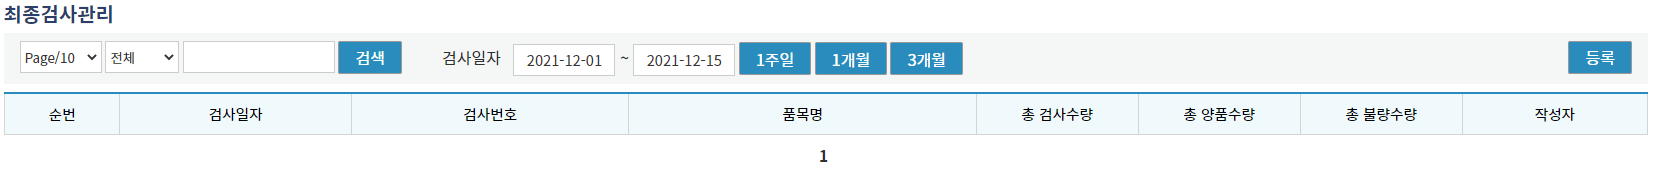 최종검사관리
Page/10 전체 검색 검사일자 2021-12-01 ~ 2021-12-15 1주일 1개월 3개월 등록
순번 검사일자 검사번호 품목명 총 검사수량 총 양품수량 총 불량수량 작성자
1